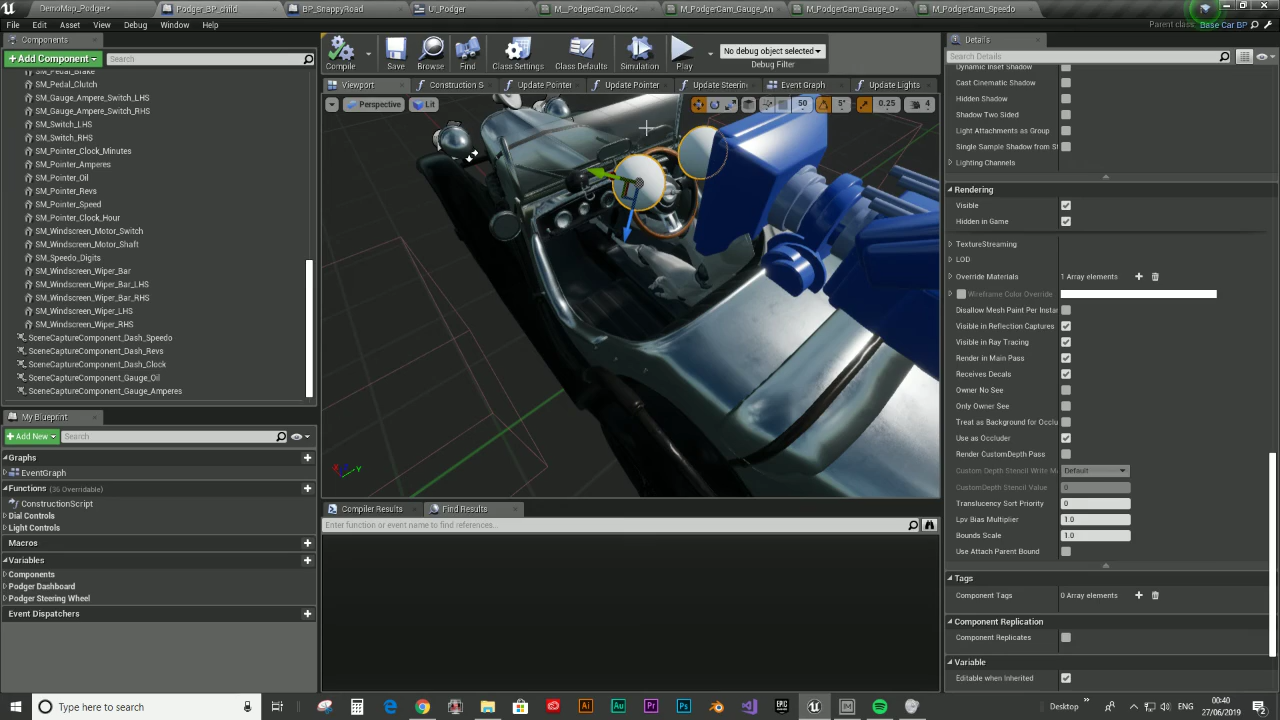 DemoMap_Podger*
Podger_BP_child
BP_SnappyRoad
UI_Podger
M_PodgerCam_Clock*
M_PodgerCam_Gauge_An
M_PodgerCam_Gauge_O
M_PodgerCam_Speedo
File Edit Asset View Debug Window Help
Parent class: Base Car BP
Components
+Add Component
Search
SM_Pedal_Brake
SM_Pedal_Clutch
SM_Gauge_Ampere_Switch_LHS
SM_Gauge_Ampere_Switch_RHS
SM_Switch_LHS
SM_Switch_RHS
SM_Pointer_Clock_Minutes
SM_Pointer_Amperes
SM_Pointer_Oil
SM_Pointer_Revs
SM_Pointer_Speed
SM_Pointer_Clock_Hour
SM_Windscreen_Motor_Switch
SM_Windscreen_Motor_Shaft
SM_Speedo_Digits
SM_Windscreen_Wiper_Bar
SM_Windscreen_Wiper_Bar_LHS
SM_Windscreen_Wiper_Bar_RHS
SM_Windscreen_Wiper_LHS
SM_Windscreen_Wiper_RHS
SceneCaptureComponent_Dash_Speedo
SceneCaptureComponent_Dash_Revs
SceneCaptureComponent_Dash_Clock
SceneCaptureComponent_Gauge_Oil
SceneCaptureComponent_Gauge_Amperes
My Blueprint
+Add New
Search
Graphs
EventGraph
Functions (36 Overridable)
ConstructionScript
Dial Controls
Light Controls
Macros
Variables
Components
Podger Dashboard
Podger Steering Wheel
Event Dispatchers
Compile
Save
Browse
Find
Class Settings
Class Defaults
Simulation
Play
No debug object selected
Debug Filter
Viewport
Construction S
Update Pointer
Update Pointer
Update Steerin
Event Graph
Update Lights
Perspective
Lit
50
5°
0.25
4
X
Y
Compiler Results
Find Results
Enter function or event name to find references...
Details
Search Details
Dynamic Inset Shadow
Cast Cinematic Shadow
Hidden Shadow
Shadow Two Sided
Light Attachments as Group
Single Sample Shadow from St
Lighting Channels
Rendering
Visible
Hidden in Game
TextureStreaming
LOD
Override Materials 1 Array elements
Wireframe Color Override
Disallow Mesh Paint Per Instar
Visible in Reflection Captures
Visible in Ray Tracing
Render in Main Pass
Receives Decals
Owner No See
Only Owner See
Treat as Background for Occlu
Use as Occluder
Render CustomDepth Pass
Custom Depth Stencil Write M Default
CustomDepth Stencil Value 0
Translucency Sort Priority 0
Lpv Bias Multiplier 1.0
Bounds Scale 1.0
Use Attach Parent Bound
Tags
Component Tags 0 Array elements
Component Replication
Component Replicates
Variable
Editable when Inherited
Type here to search
Desktop
ENG
00:40
27/06/2019